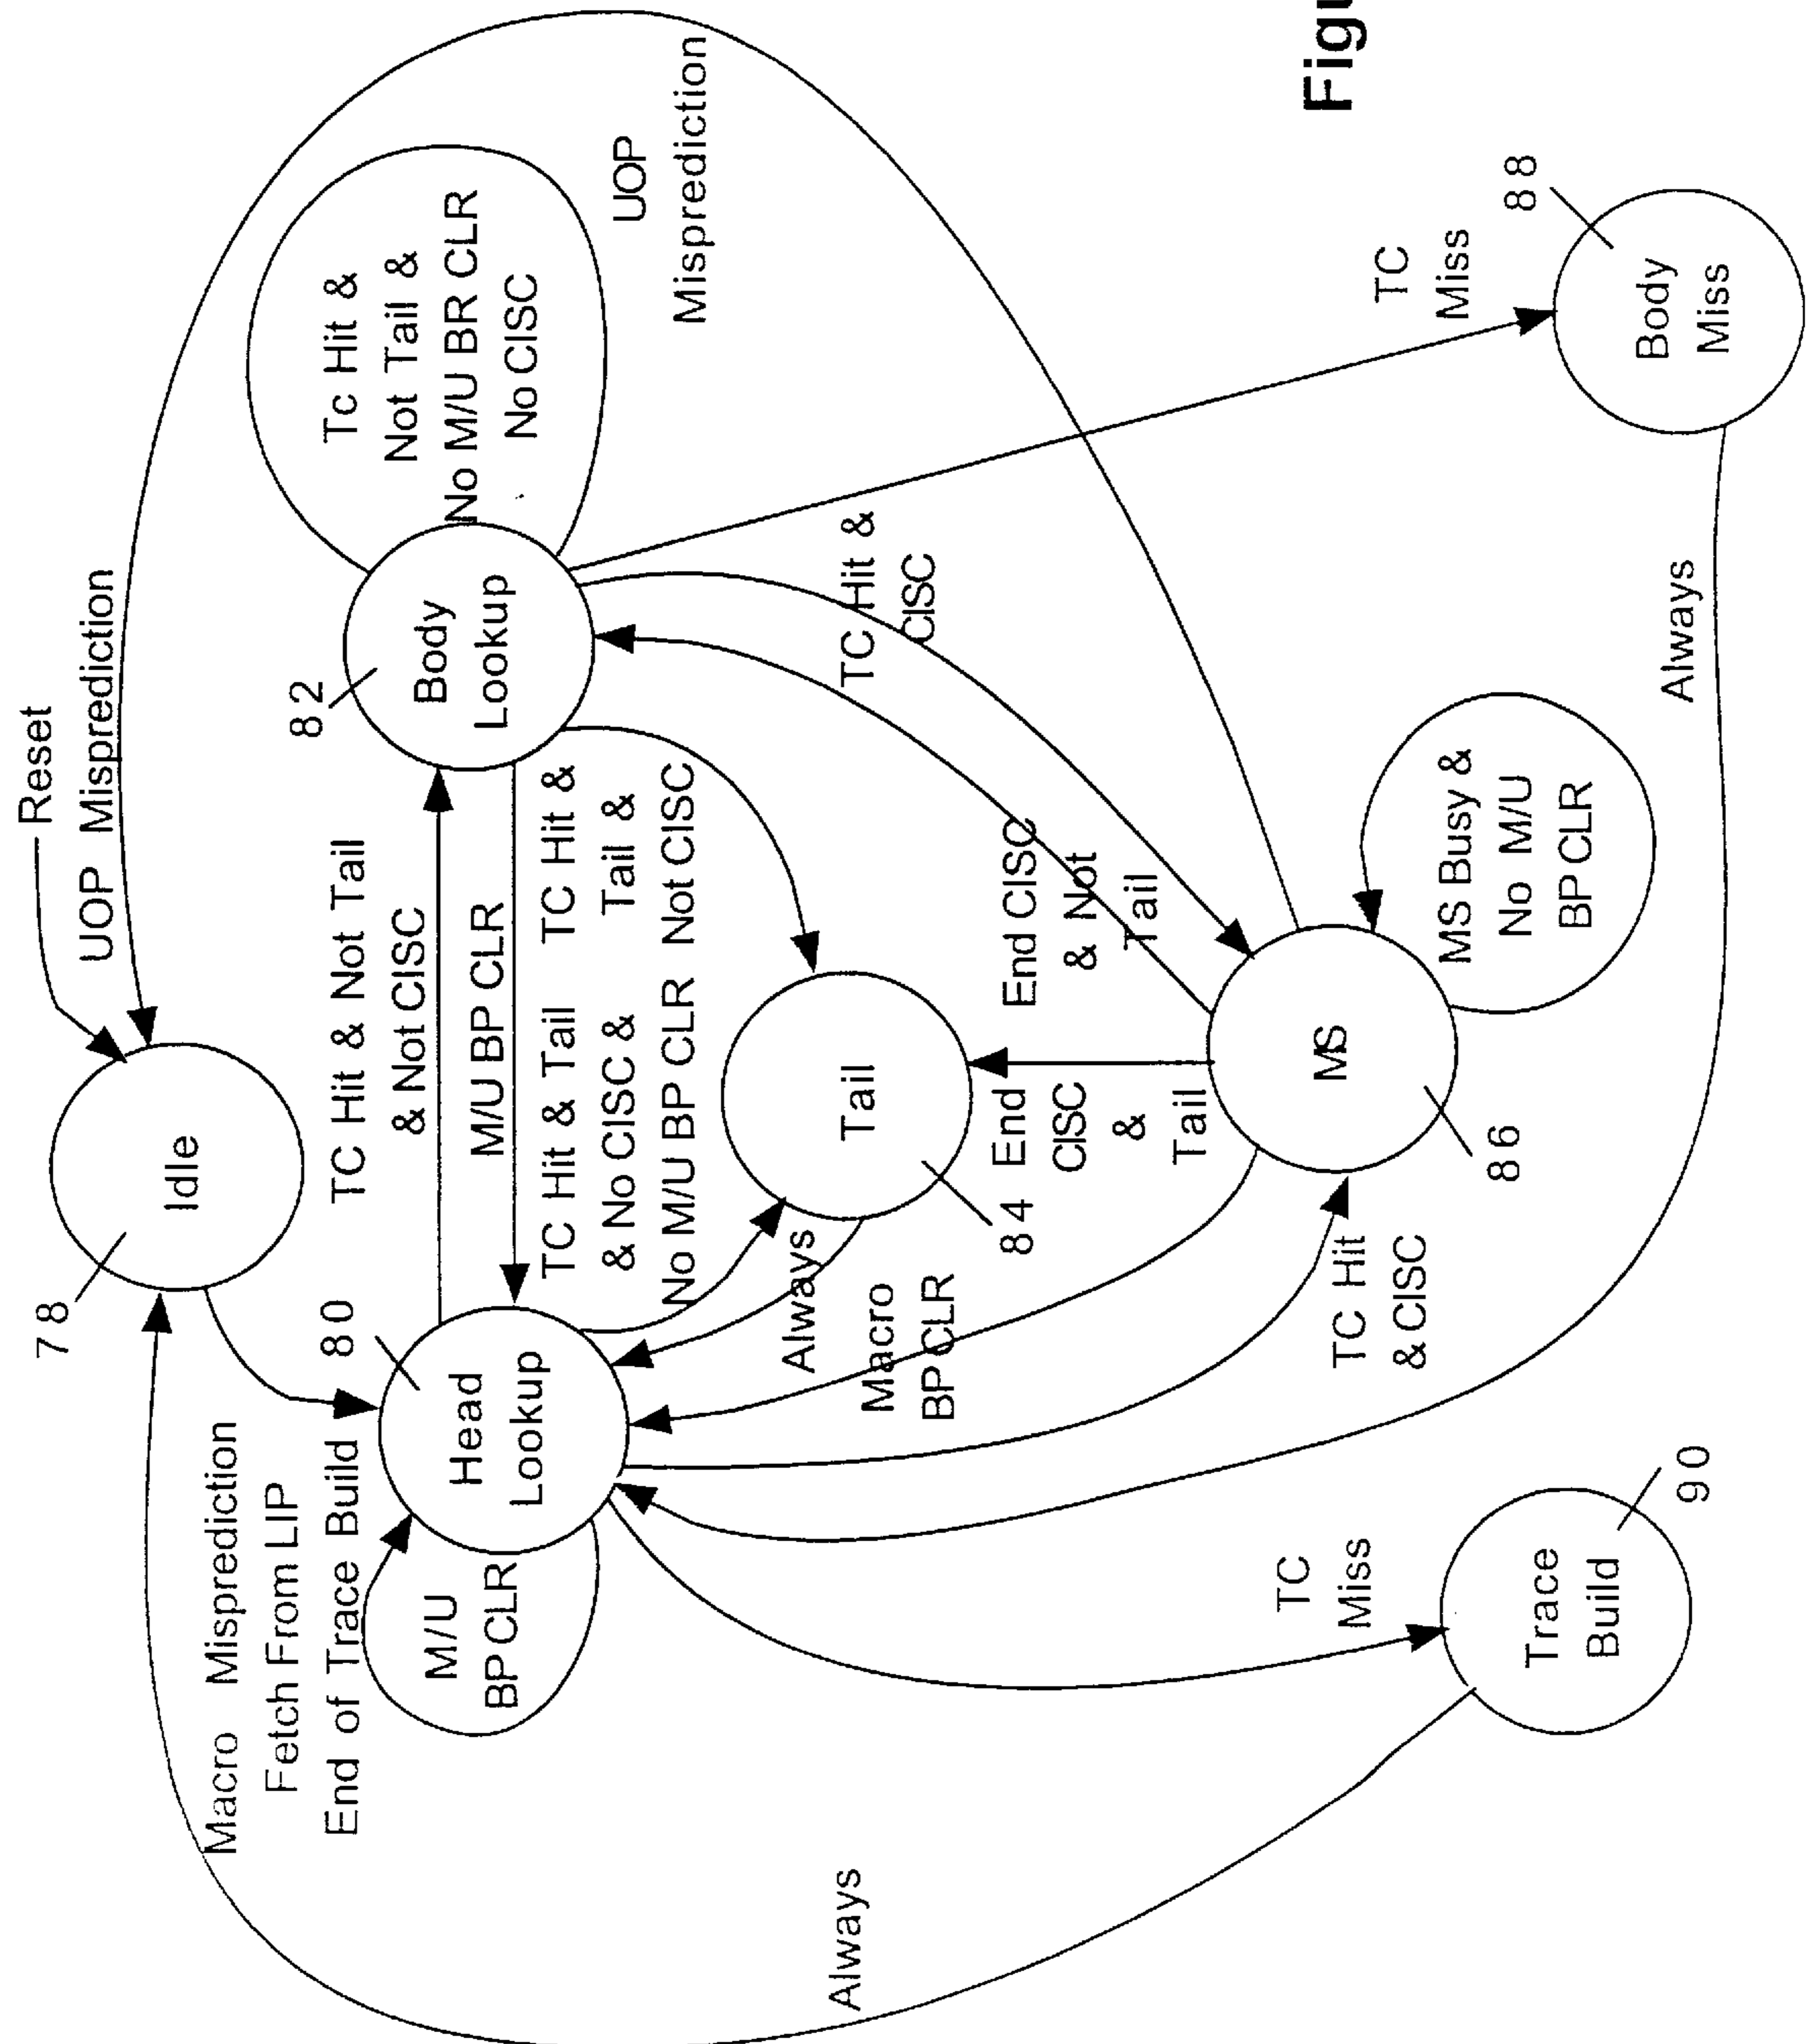 Reset
UOP Misprediction
78
Idle
Macro Misprediction
Fetch From LIP
End of Trace Build
80
Head
Lookup
M/U
BP CLR
TC Hit & Not Tail
& Not CISC
M/U BP CLR
82
Body
Lookup
Tc Hit &
Not Tail &
No M/U BR CLR
No CISC
UOP
Misprediction
TC Hit & Tail
& No CISC &
No M/U BP CLR
TC Hit &
Tail &
Not CISC
Tail
84
Always
Macro
BP CLR
End
CISC
&
Tail
End CISC
& Not
Tail
TC Hit &
CISC
MS
86
MS Busy &
No M/U
BP CLR
TC Hit
& CISC
TC
Miss
Body
Miss
88
Always
TC
Miss
Trace
Build
90
Always